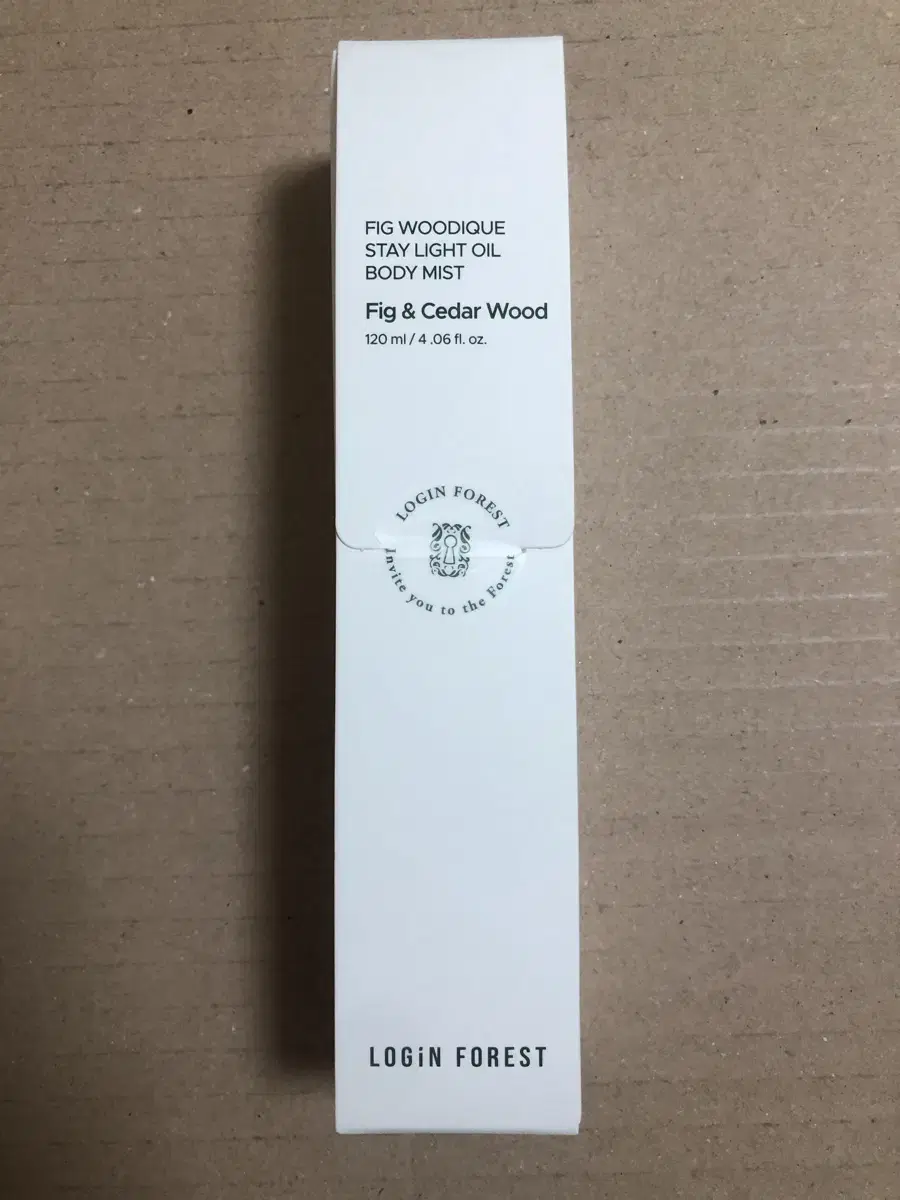 FIG WOODIQUE
STAY LIGHT OIL
BODY MIST
Fig & Cedar Wood
120 ml / 4 .06 fl. oz.
LOGIN FOREST
Invite you to the Forest
LOGiN FOREST